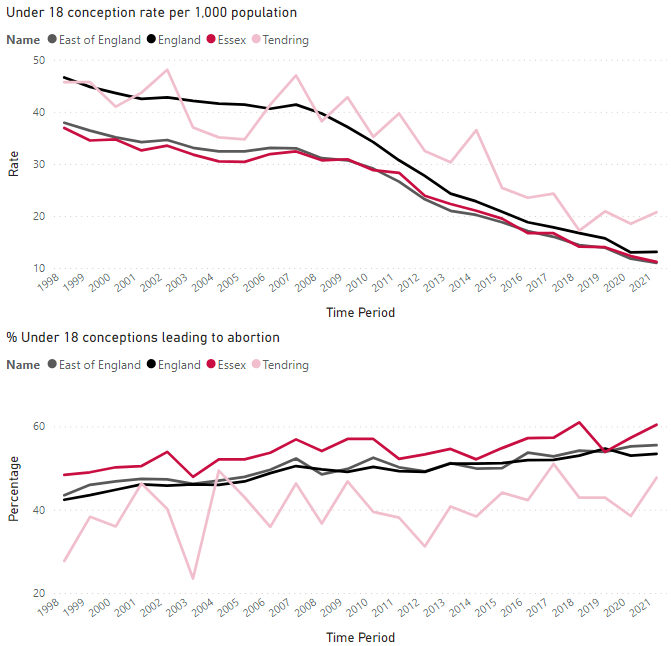 Under 18 conception rate per 1,000 population
Name East of England England Essex Tendring
50
40
30
20
10
Rate
1998 1999 2000 2001 2002 2003 2004 2005 2006 2007 2008 2009 2010 2011 2012 2013 2014 2015 2016 2017 2018 2019 2020 2021
Time Period
% Under 18 conceptions leading to abortion
Name East of England England Essex Tendring
60
40
20
Percentage
1998 1999 2000 2001 2002 2003 2004 2005 2006 2007 2008 2009 2010 2011 2012 2013 2014 2015 2016 2017 2018 2019 2020 2021
Time Period